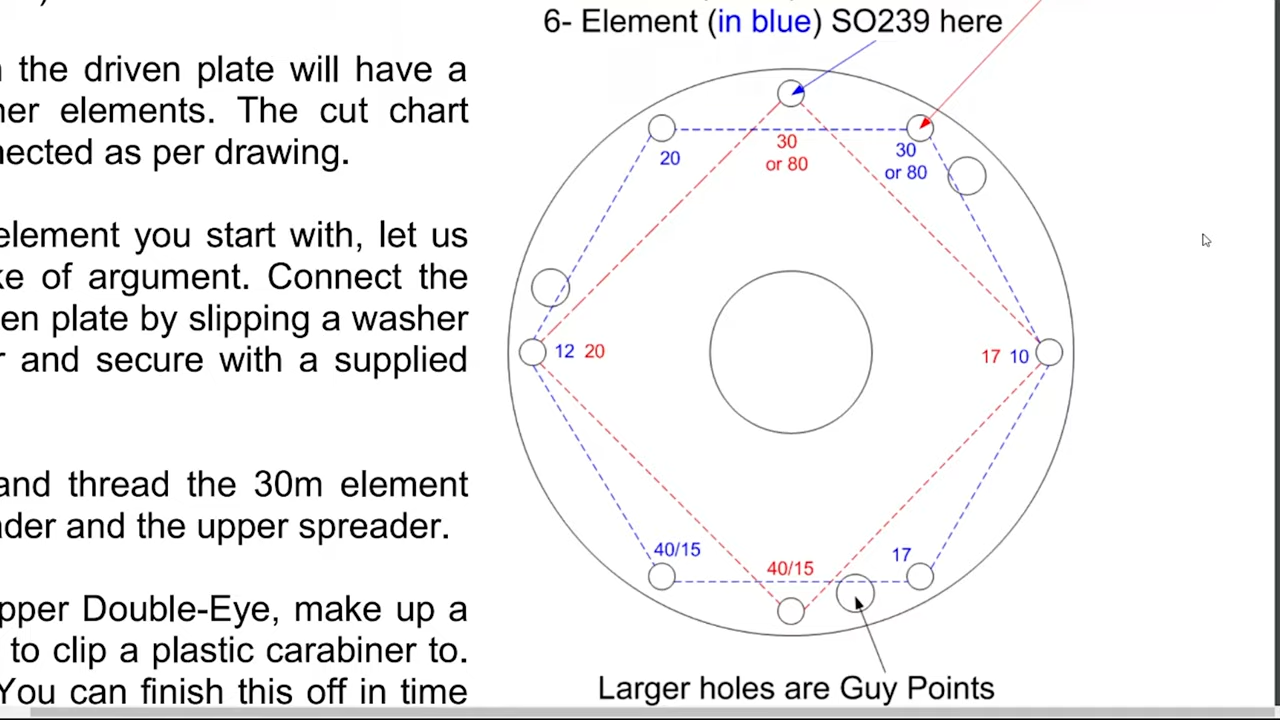 n the driven plate will have a
her elements. The cut chart
nected as per drawing.
element you start with, let us
ke of argument. Connect the
en plate by slipping a washer
r and secure with a supplied
and thread the 30m element
ader and the upper spreader.
pper Double-Eye, make up a
to clip a plastic carabiner to.
You can finish this off in time
6- Element (in blue) SO239 here
20
30
or 80
30
or 80
12 20
17 10
40/15
40/15
17
Larger holes are Guy Points